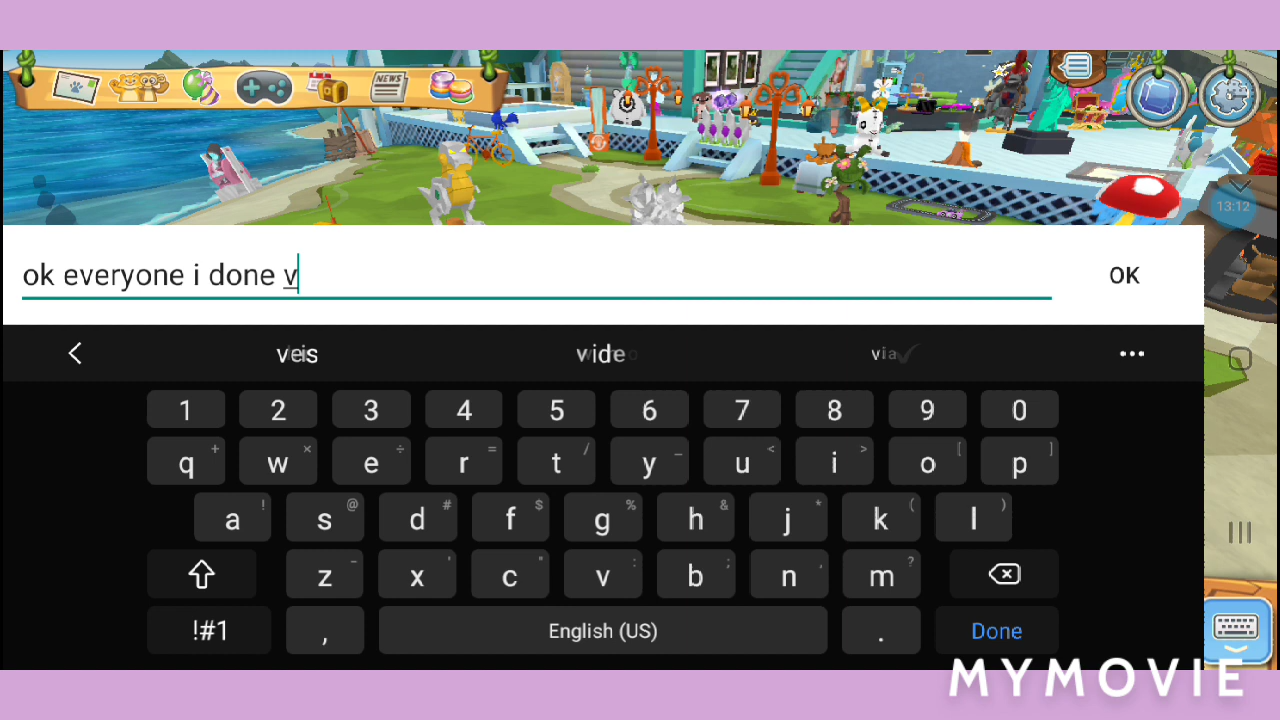 NEWS
13:12
ok everyone i done v
OK
veis vide via
1 2 3 4 5 6 7 8 9 0
q + w × e ÷ r = t / y _ u < i > o [ p ]
a ! s @ d # f $ g % h & j * k ( l )
z - x ' c " v : b ; n , m ?
!#1 , English (US) . Done
MYMOVIE